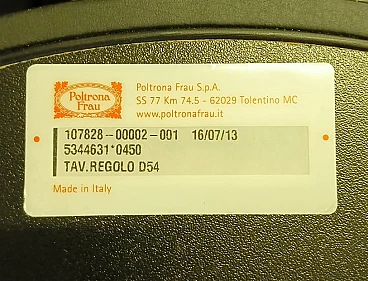 Poltrona
Frau
Poltrona Frau S.p.A.
SS 77 Km 74.5 - 62029 Tolentino MC
www.poltronafrau.it
107828-00002-001 16/07/13
5344631*0450
TAV.REGOLO D54
Made in Italy